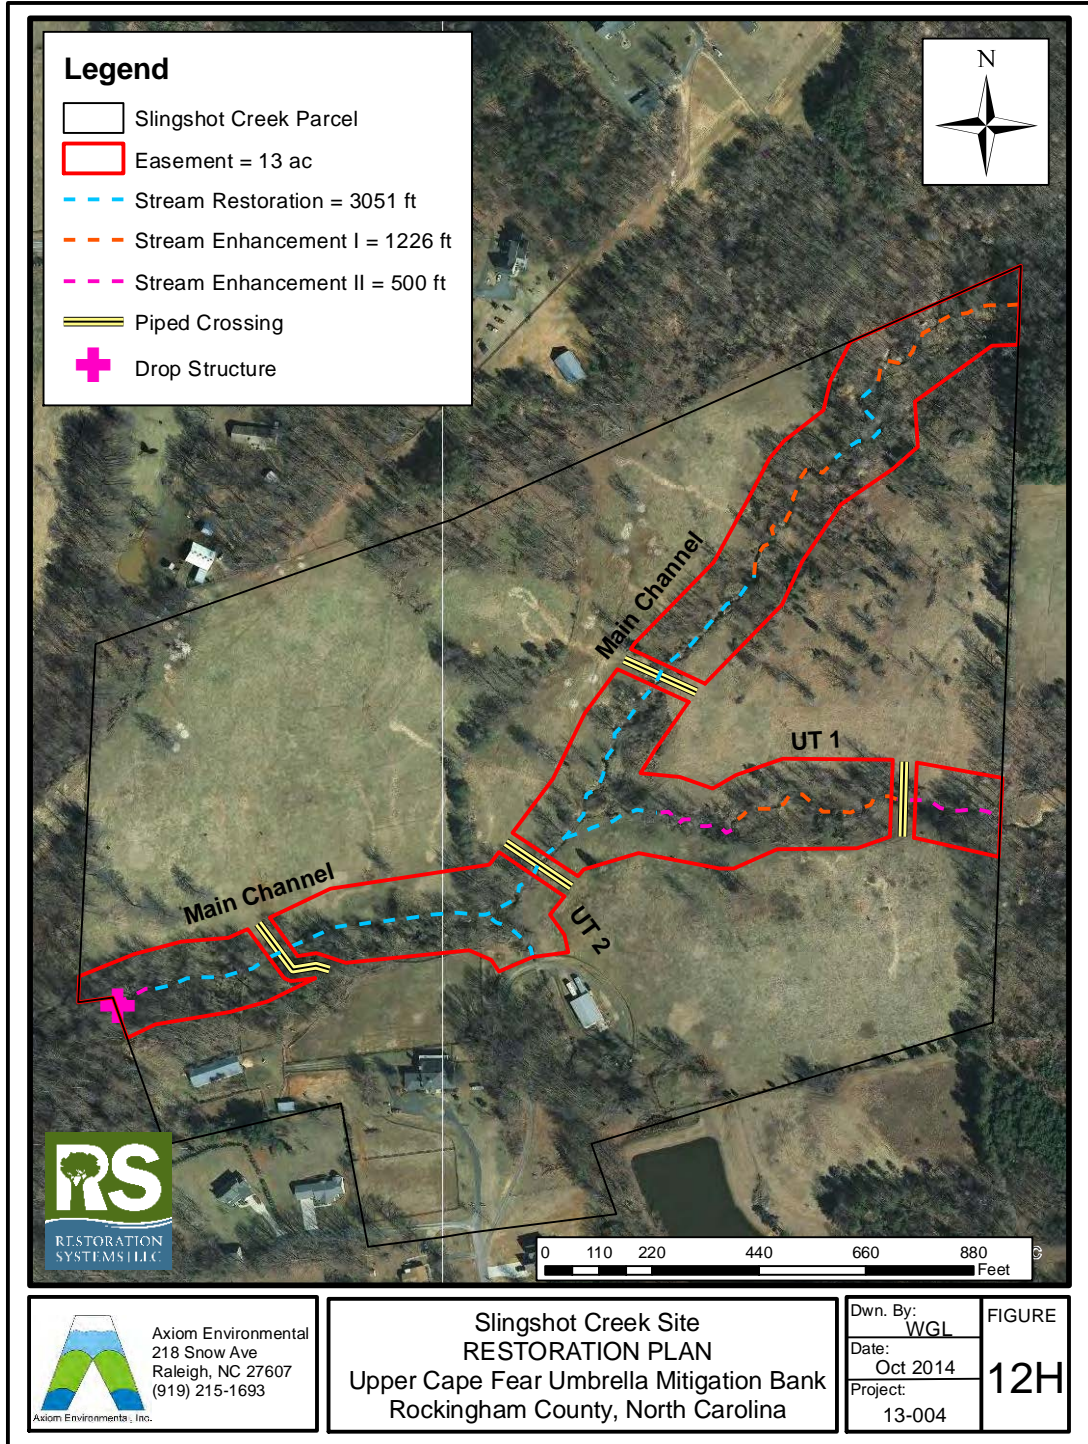 Legend
Slingshot Creek Parcel
Easement = 13 ac
Stream Restoration = 3051 ft
Stream Enhancement I = 1226 ft
Stream Enhancement II = 500 ft
Piped Crossing
Drop Structure
N
Main Channel
UT 1
Main Channel
UT 2
RS
RESTORATION
SYSTEMS | LLC
0 110 220 440 660 880
Feet
Axiom Environmental
218 Snow Ave
Raleigh, NC 27607
(919) 215-1693
Axiom Environmental, Inc.
Slingshot Creek Site
RESTORATION PLAN
Upper Cape Fear Umbrella Mitigation Bank
Rockingham County, North Carolina
Dwn. By:
WGL
Date:
Oct 2014
Project:
13-004
FIGURE
12H